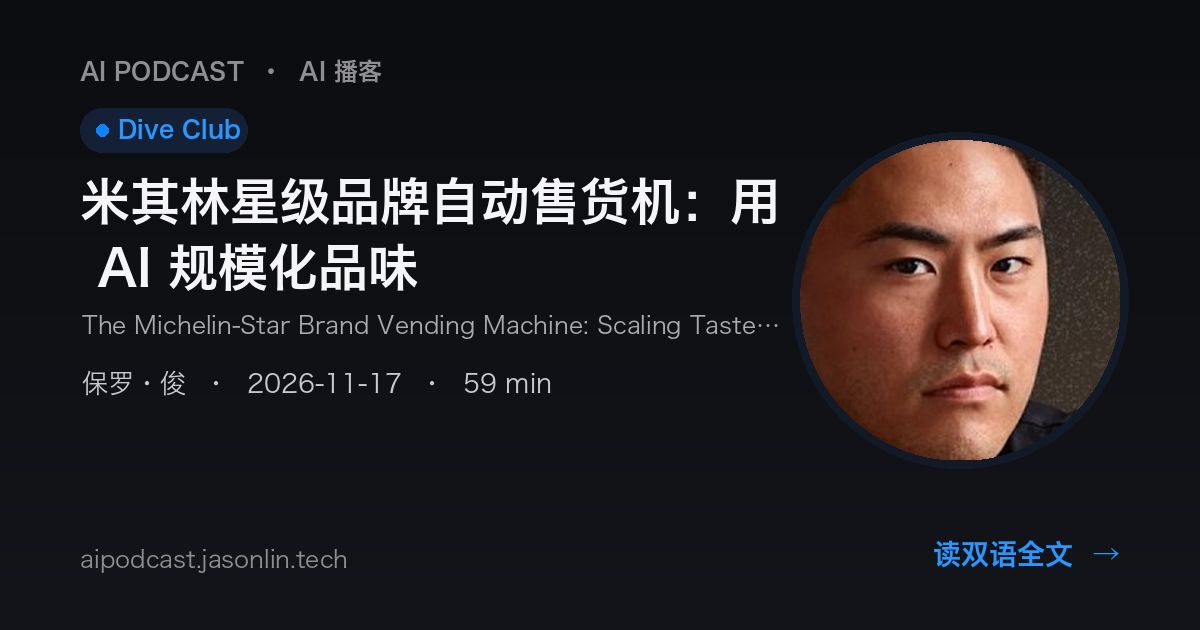 AI PODCAST · AI 播客
Dive Club
米其林星级品牌自动售货机：用
AI 规模化品味
The Michelin-Star Brand Vending Machine: Scaling Taste…
保罗·俊 · 2026-11-17 · 59 min
aipodcast.jasonlin.tech
读双语全文 →